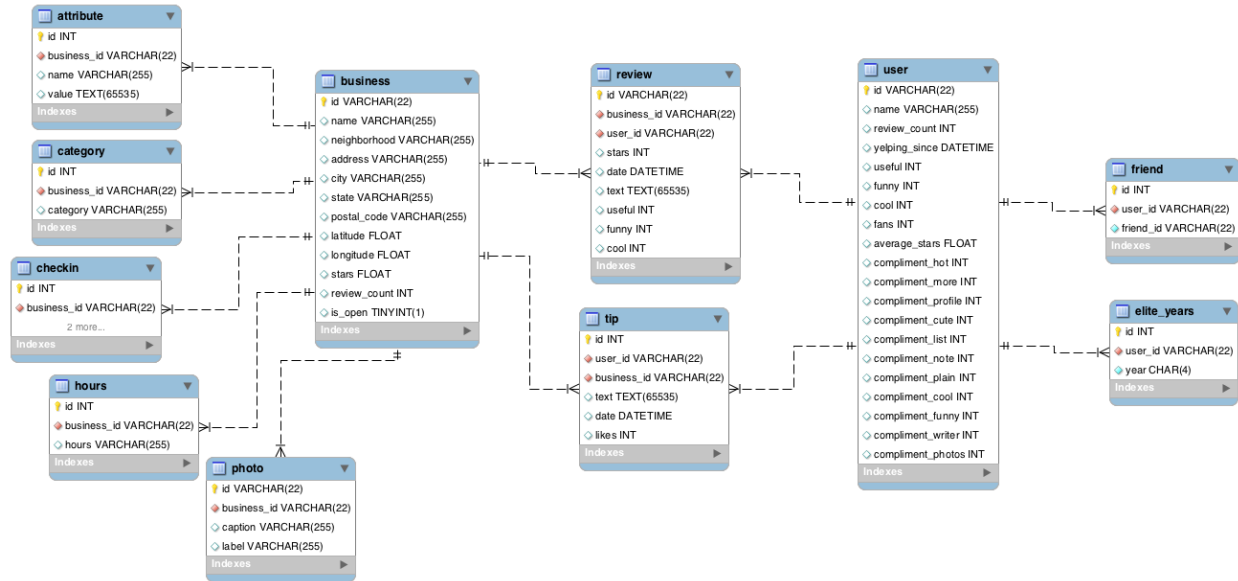 attribute
id INT
business_id VARCHAR(22)
name VARCHAR(255)
value TEXT(65535)
Indexes
category
id INT
business_id VARCHAR(22)
category VARCHAR(255)
Indexes
checkin
id INT
business_id VARCHAR(22)
2 more...
Indexes
hours
id INT
business_id VARCHAR(22)
hours VARCHAR(255)
Indexes
photo
id VARCHAR(22)
business_id VARCHAR(22)
caption VARCHAR(255)
label VARCHAR(255)
Indexes
business
id VARCHAR(22)
name VARCHAR(255)
neighborhood VARCHAR(255)
address VARCHAR(255)
city VARCHAR(255)
state VARCHAR(255)
postal_code VARCHAR(255)
latitude FLOAT
longitude FLOAT
stars FLOAT
review_count INT
is_open TINYINT(1)
Indexes
review
id VARCHAR(22)
business_id VARCHAR(22)
user_id VARCHAR(22)
stars INT
date DATETIME
text TEXT(65535)
useful INT
funny INT
cool INT
Indexes
tip
id INT
user_id VARCHAR(22)
business_id VARCHAR(22)
text TEXT(65535)
date DATETIME
likes INT
Indexes
user
id VARCHAR(22)
name VARCHAR(255)
review_count INT
yelping_since DATETIME
useful INT
funny INT
cool INT
fans INT
average_stars FLOAT
compliment_hot INT
compliment_more INT
compliment_profile INT
compliment_cute INT
compliment_list INT
compliment_note INT
compliment_plain INT
compliment_cool INT
compliment_funny INT
compliment_writer INT
compliment_photos INT
Indexes
friend
id INT
user_id VARCHAR(22)
friend_id VARCHAR(22)
Indexes
elite_years
id INT
user_id VARCHAR(22)
year CHAR(4)
Indexes